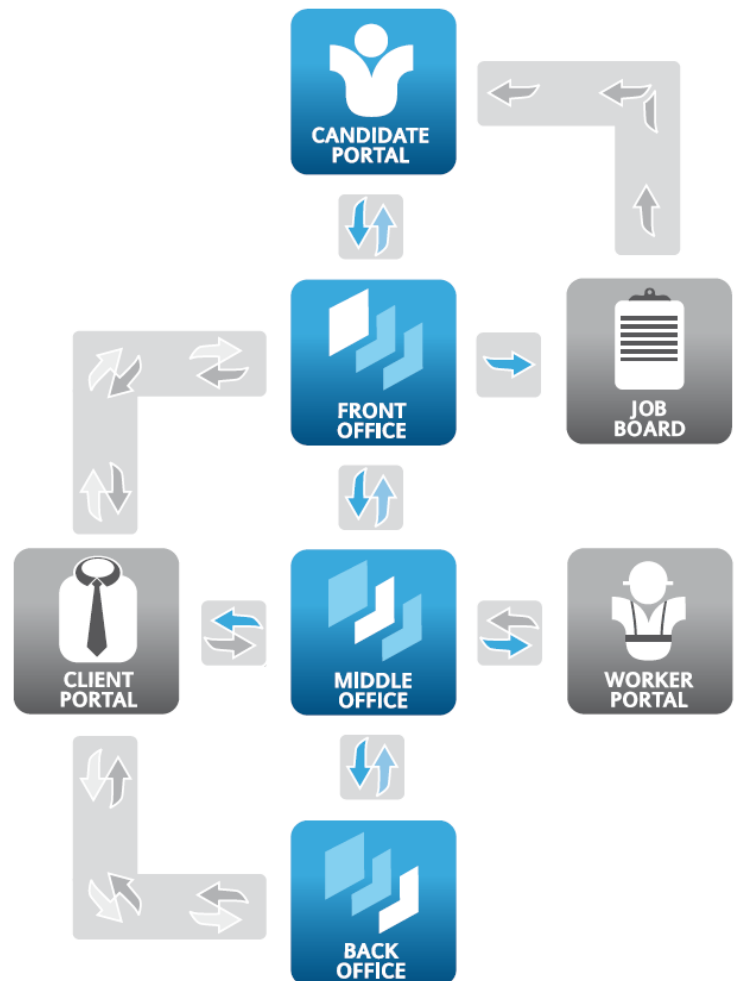 CANDIDATE
PORTAL
FRONT
OFFICE
JOB
BOARD
CLIENT
PORTAL
MIDDLE
OFFICE
WORKER
PORTAL
BACK
OFFICE